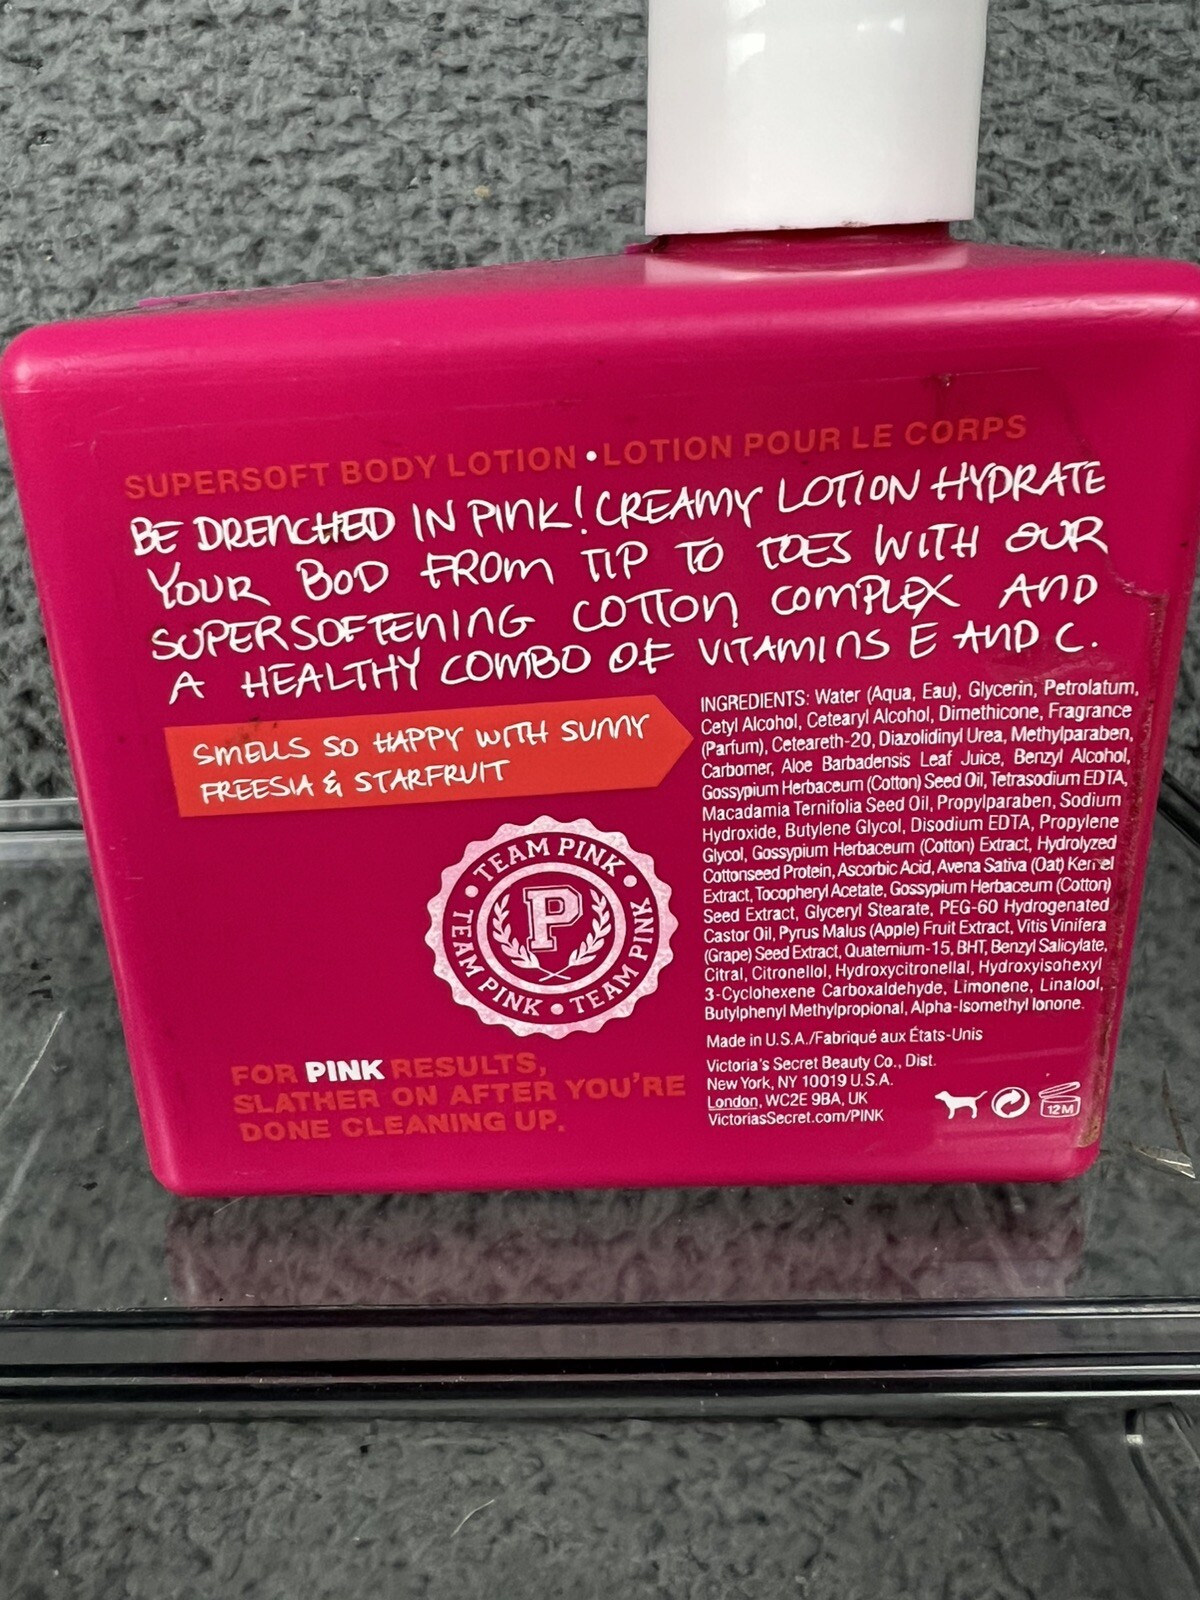 SUPERSOFT BODY LOTION • LOTION POUR LE CORPS
BE DRENCHED IN PINK! CREAMY LOTION HYDRATE
YOUR BOD FROM TIP TO TOES WITH OUR
SUPERSOFTENING COTTON COMPLEX AND
A HEALTHY COMBO OF VITAMINS E AND C.
SMELLS SO HAPPY WITH SUNNY
FREESIA & STARFRUIT
INGREDIENTS: Water (Aqua, Eau), Glycerin, Petrolatum,
Cetyl Alcohol, Cetearyl Alcohol, Dimethicone, Fragrance
(Parfum), Ceteareth-20, Diazolidinyl Urea, Methylparaben,
Carbomer, Aloe Barbadensis Leaf Juice, Benzyl Alcohol,
Gossypium Herbaceum (Cotton) Seed Oil, Tetrasodium EDTA,
Macadamia Ternifolia Seed Oil, Propylparaben, Sodium
Hydroxide, Butylene Glycol, Disodium EDTA, Propylene
Glycol, Gossypium Herbaceum (Cotton) Extract, Hydrolyzed
Cottonseed Protein, Ascorbic Acid, Avena Sativa (Oat) Kernel
Extract, Tocopheryl Acetate, Gossypium Herbaceum (Cotton)
Seed Extract, Glyceryl Stearate, PEG-60 Hydrogenated
Castor Oil, Pyrus Malus (Apple) Fruit Extract, Vitis Vinifera
(Grape) Seed Extract, Quaternium-15, BHT, Benzyl Salicylate,
Citral, Citronellol, Hydroxycitronellal, Hydroxyisohexyl
3-Cyclohexene Carboxaldehyde, Limonene, Linalool,
Butylphenyl Methylpropional, Alpha-Isomethyl Ionone.
TEAM PINK • TEAM PINK • TEAM PINK •
P
Made in U.S.A./Fabriqué aux États-Unis
Victoria's Secret Beauty Co., Dist.
New York, NY 10019 U.S.A.
London, WC2E 9BA, UK
VictoriasSecret.com/PINK
12M
FOR PINK RESULTS,
SLATHER ON AFTER YOU'RE
DONE CLEANING UP.